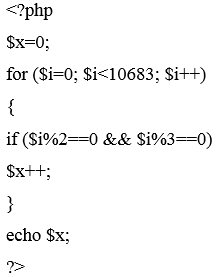 <?php
$x=0;
for ($i=0; $i<10683; $i++)
{
if ($i%2==0 && $i%3==0)
$x++;
}
echo $x;
?>